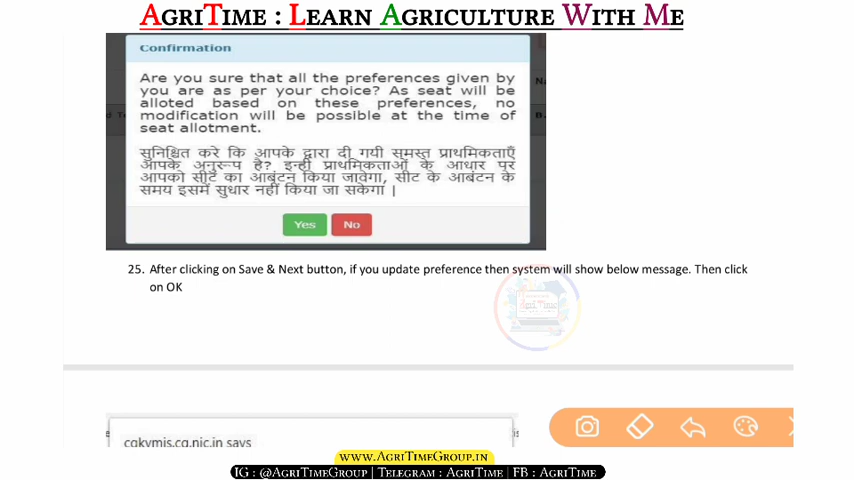 AGRITIME : LEARN AGRICULTURE WITH ME
Confirmation
Are you sure that all the preferences given by
you are as per your choice? As seat will be
alloted based on these preferences, no
modification will be possible at the time of
seat allotment.
सुनिश्चित करे कि आपके द्वारा दी गयी समस्त प्राथमिकताएँ
आपके अनुरूप है? इन्ही प्राथमिकताओं के आधार पर
आपको सीट का आबंटन किया जावेगा, सीट के आबंटन के
समय इसमें सुधार नहीं किया जा सकेगा |
Yes No
25. After clicking on Save & Next button, if you update preference then system will show below message. Then click
on OK
cgkvmis.cg.nic.in says
WWW.AGRITIMEGROUP.IN
IG : @AGRITIMEGROUP | TELEGRAM : AGRITIME | FB : AGRITIME